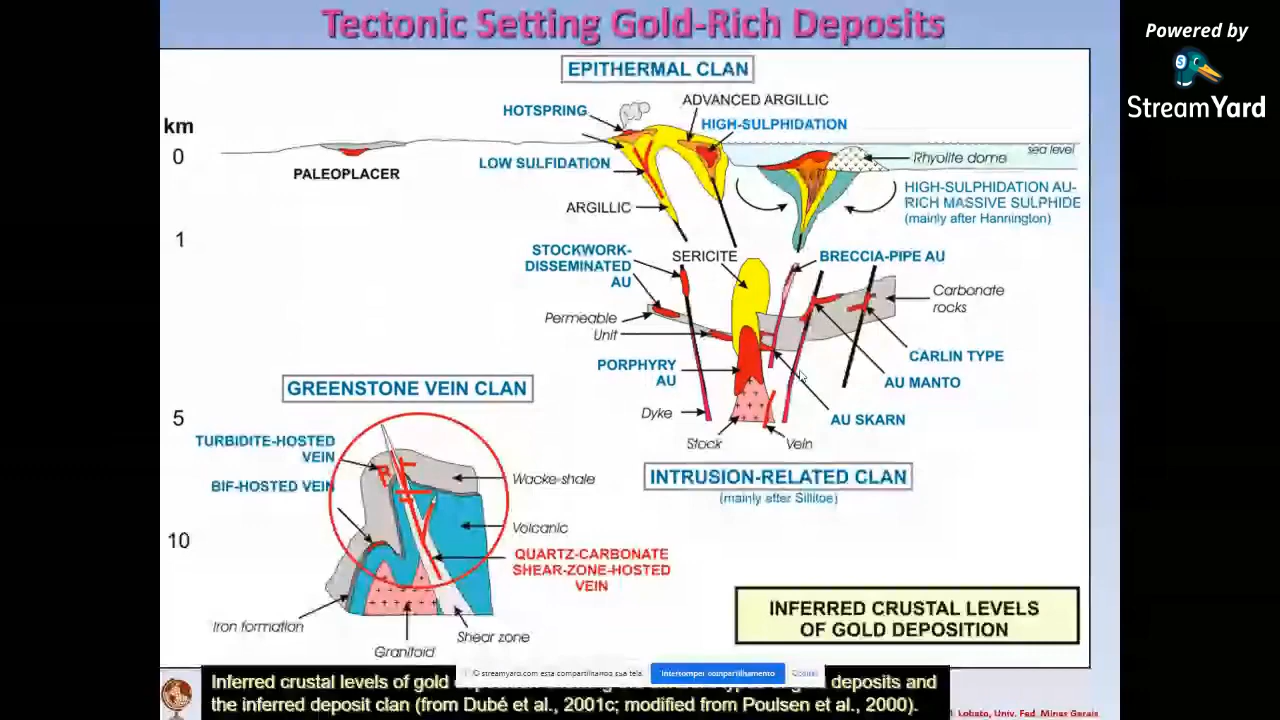 Tectonic Setting Gold-Rich Deposits
Powered by
StreamYard
EPITHERMAL CLAN
km
0
1
5
10
HOTSPRING
ADVANCED ARGILLIC
HIGH-SULPHIDATION
LOW SULFIDATION
ARGILLIC
PALEOPLACER
sea level
Rhyolite dome
HIGH-SULPHIDATION AU-
RICH MASSIVE SULPHIDE
(mainly after Hannington)
STOCKWORK-
DISSEMINATED
AU
SERICITE
BRECCIA-PIPE AU
Permeable
Unit
Carbonate
rocks
PORPHYRY
AU
CARLIN TYPE
AU MANTO
AU SKARN
Dyke
Stock
Vein
INTRUSION-RELATED CLAN
(mainly after Sillitoe)
GREENSTONE VEIN CLAN
TURBIDITE-HOSTED
VEIN
BIF-HOSTED VEIN
Wacke-shale
Volcanic
QUARTZ-CARBONATE
SHEAR-ZONE-HOSTED
VEIN
Iron formation
Granitoid
Shear zone
INFERRED CRUSTAL LEVELS
OF GOLD DEPOSITION
streamyard.com está compartilhando sua tela.
Interromper compartilhamento
Ocultar
Inferred crustal levels of gold deposits and
the inferred deposit clan (from Dubé et al., 2001c; modified from Poulsen et al., 2000).
Lobato, Univ. Fed. Minas Gerais